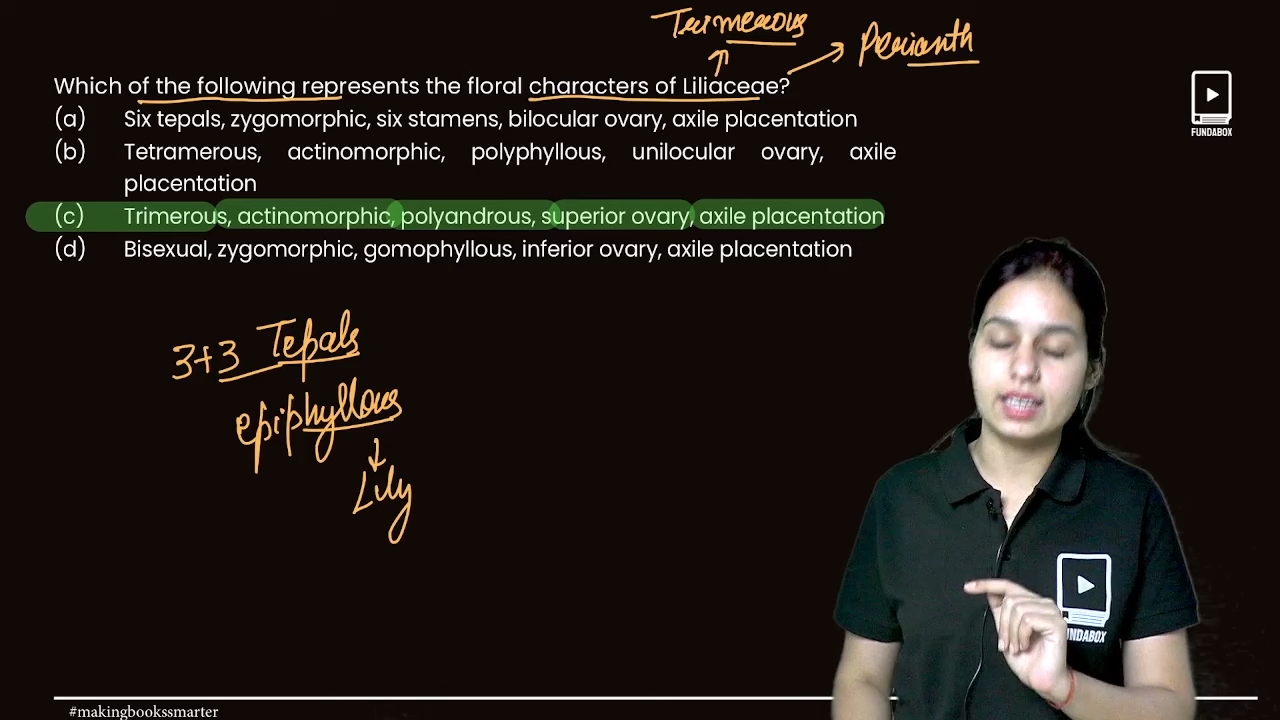 Trimerous
Perianth
Which of the following represents the floral characters of Liliaceae?
(a) Six tepals, zygomorphic, six stamens, bilocular ovary, axile placentation
(b) Tetramerous, actinomorphic, polyphyllous, unilocular ovary, axile
placentation
(c) Trimerous, actinomorphic, polyandrous, superior ovary, axile placentation
(d) Bisexual, zygomorphic, gomophyllous, inferior ovary, axile placentation
FUNDABOX
3+3 Tepals
epiphyllous
Lily
UNDABOX
#makingbookssmarter